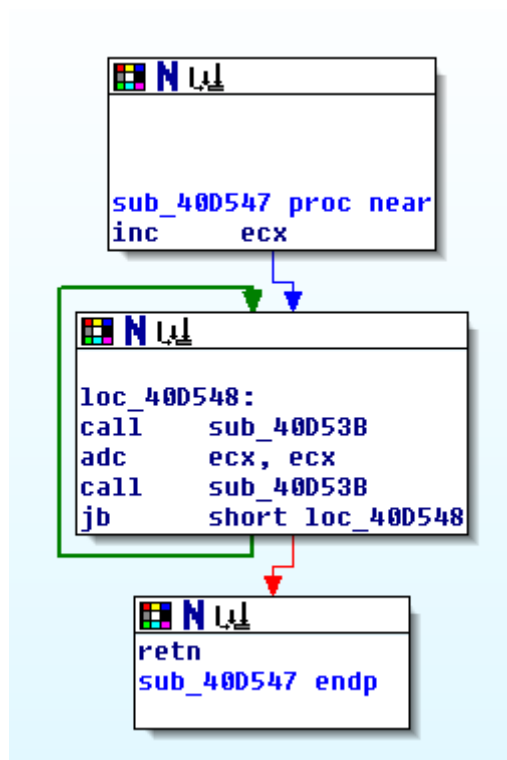 N
sub_40D547 proc near
inc ecx
N
loc_40D548:
call sub_40D53B
adc ecx, ecx
call sub_40D53B
jb short loc_40D548
N
retn
sub_40D547 endp